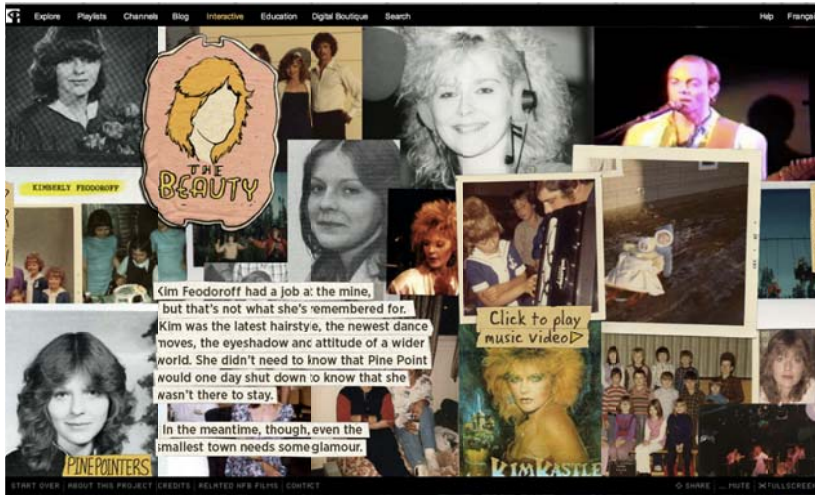 Explore Playlists Channels Blog Interactive Education Digital Boutique Search Help Françai
THE
BEAUTY
KIMBERLY FEODOROFF
Kim Feodoroff had a job at the mine,
but that's not what she's remembered for.
Kim was the latest hairstyle, the newest dance
moves, the eyeshadow and attitude of a wider
world. She didn't need to know that Pine Point
would one day shut down to know that she
wasn't there to stay.
In the meantime, though, even the
smallest town needs some glamour.
Click to play
music video
KIM KASTLE
PINE POINTERS
START OVER | ABOUT THIS PROJECT | CREDITS | RELATED NFB FILMS | CONTACT SHARE MUTE FULLSCREEN